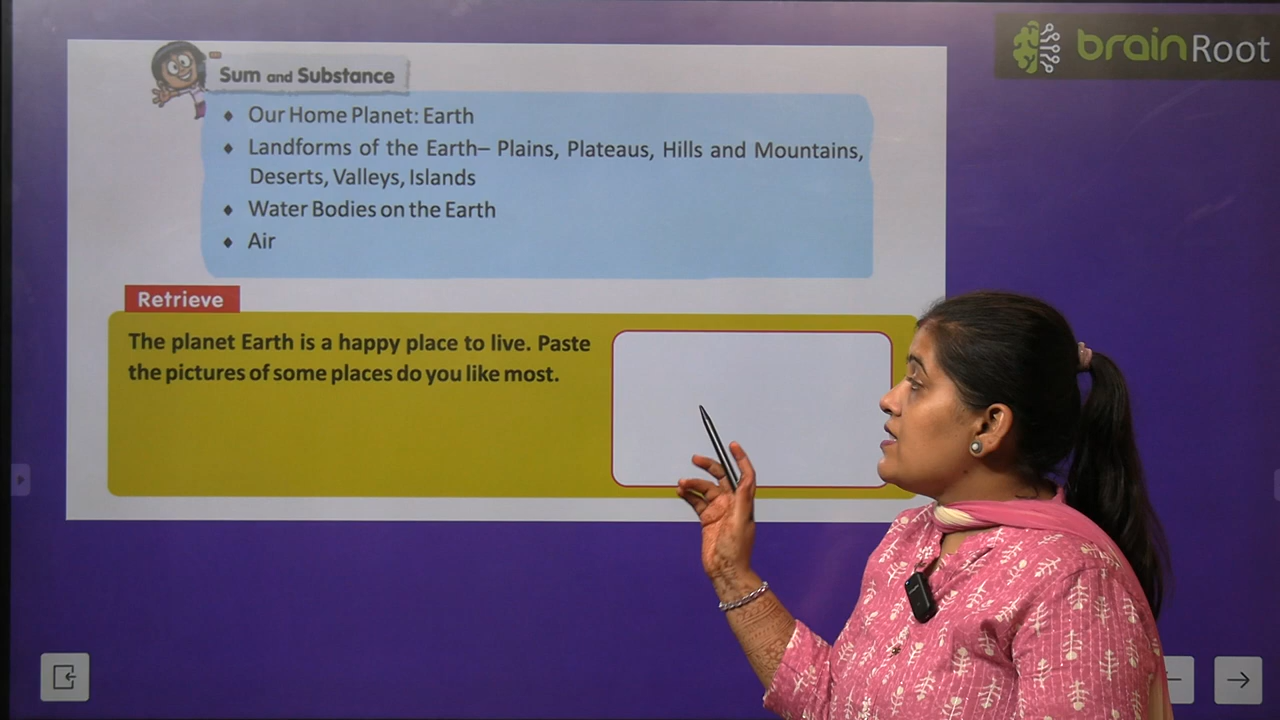 brainRoot
Sum and Substance
♦ Our Home Planet: Earth
♦ Landforms of the Earth– Plains, Plateaus, Hills and Mountains,
Deserts, Valleys, Islands
♦ Water Bodies on the Earth
♦ Air
Retrieve
The planet Earth is a happy place to live. Paste
the pictures of some places do you like most.